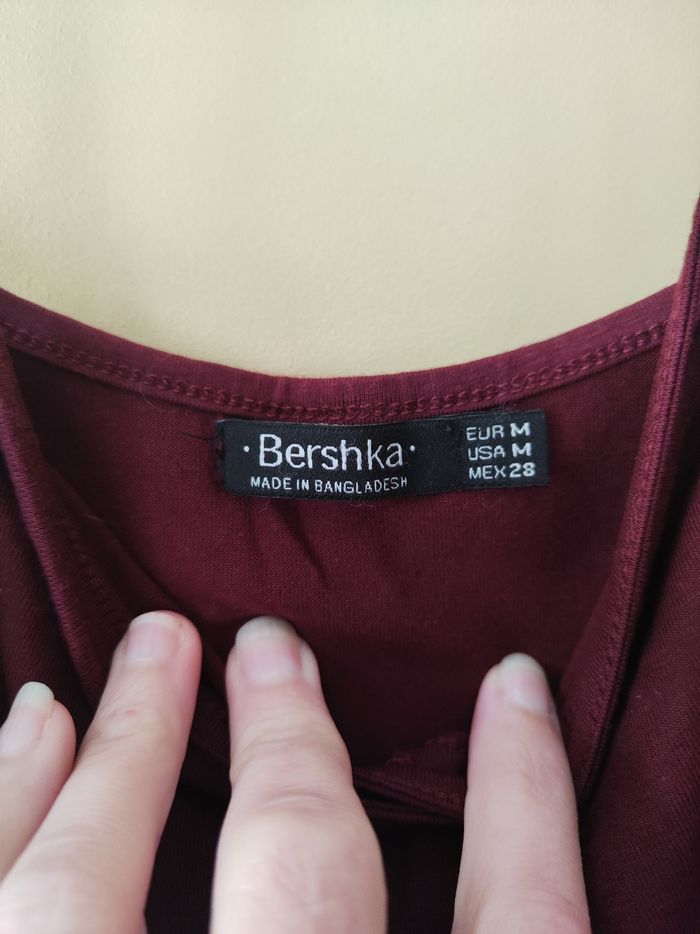 ·Bershka·
MADE IN BANGLADESH
EUR M
USA M
MEX 28